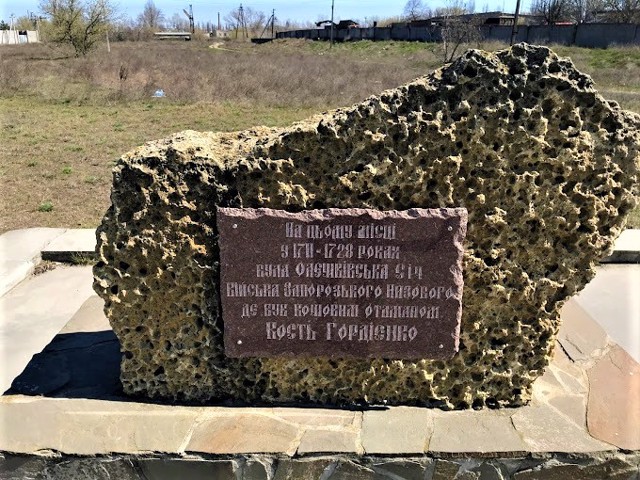 На цьому місці
у 1711-1728 роках
була Олешківська Січ
Війська Запорозького Низового,
де був кошовим отаманом
Кость Гордієнко